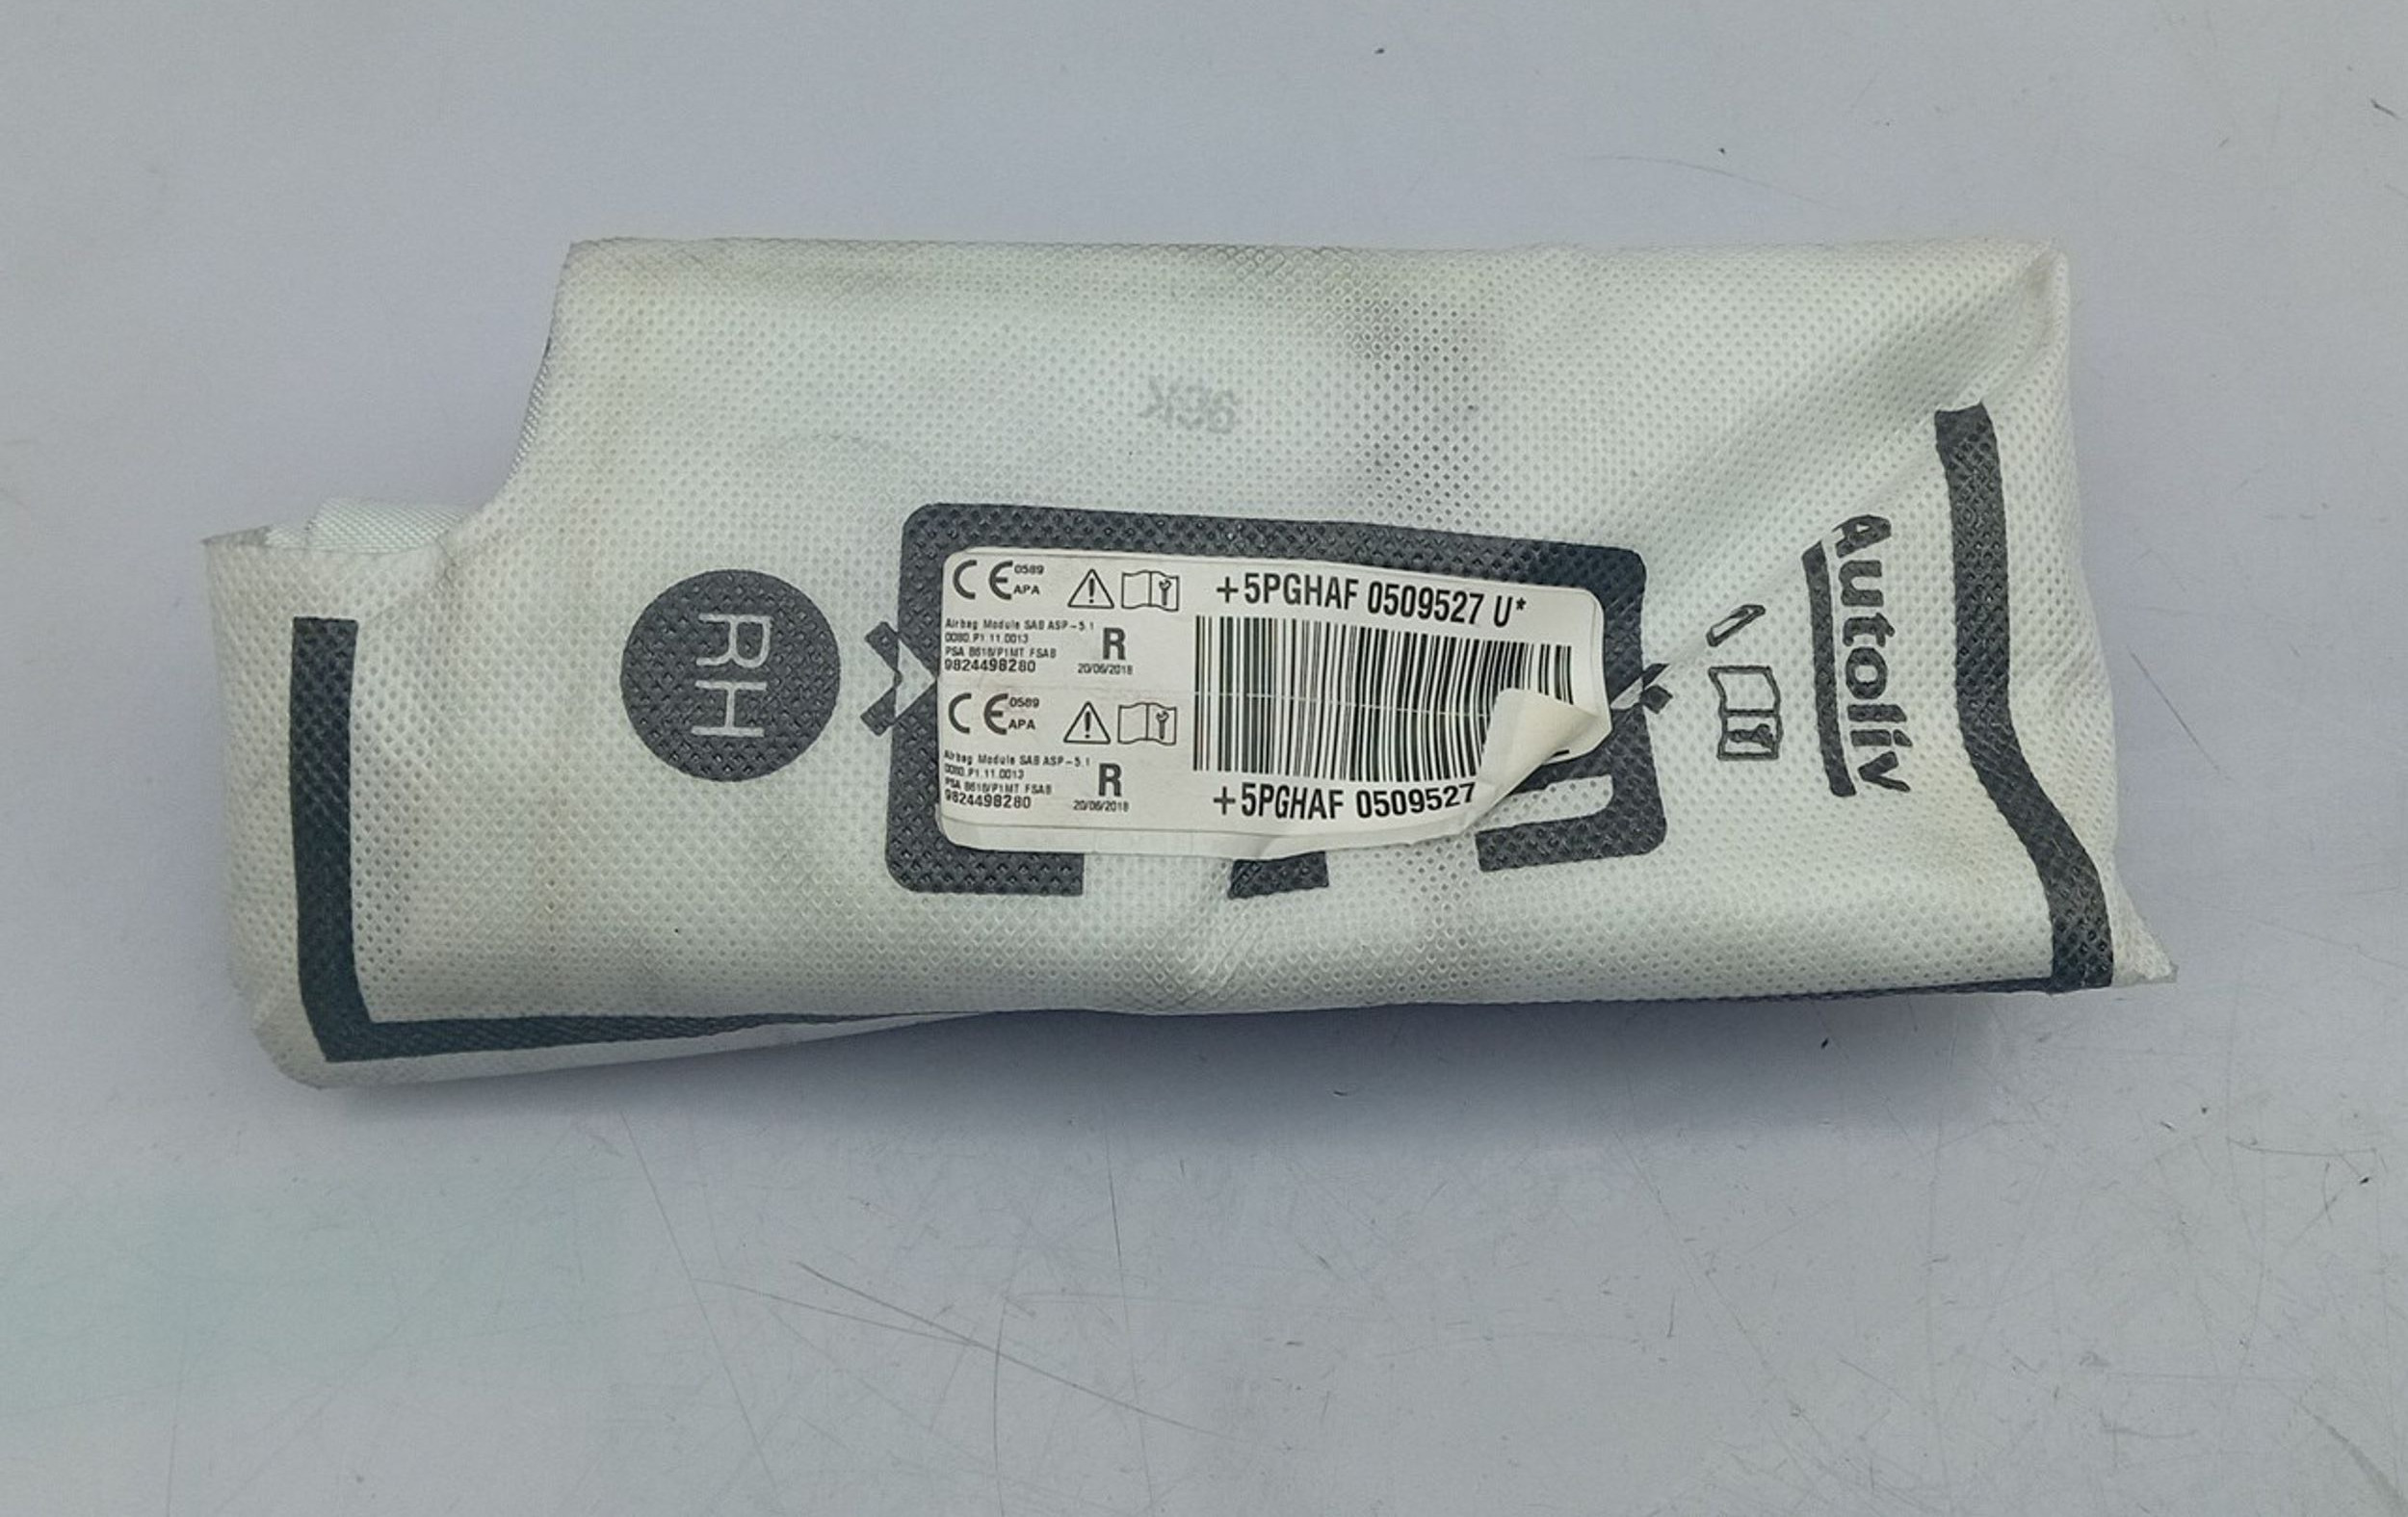 RH
CE 0589
APA
+5PGHAF 0509527 U*
Airbag Module SAB ASP-5.1
0080.P1.11.0013
PSA B618/P1MT FSAB
9824498280
R
20/06/2018
CE 0589
APA
Airbag Module SAB ASP-5.1
0080.P1.11.0013
PSA B618/P1MT FSAB
9824498280
R
20/06/2018
+5PGHAF 0509527
Autoliv